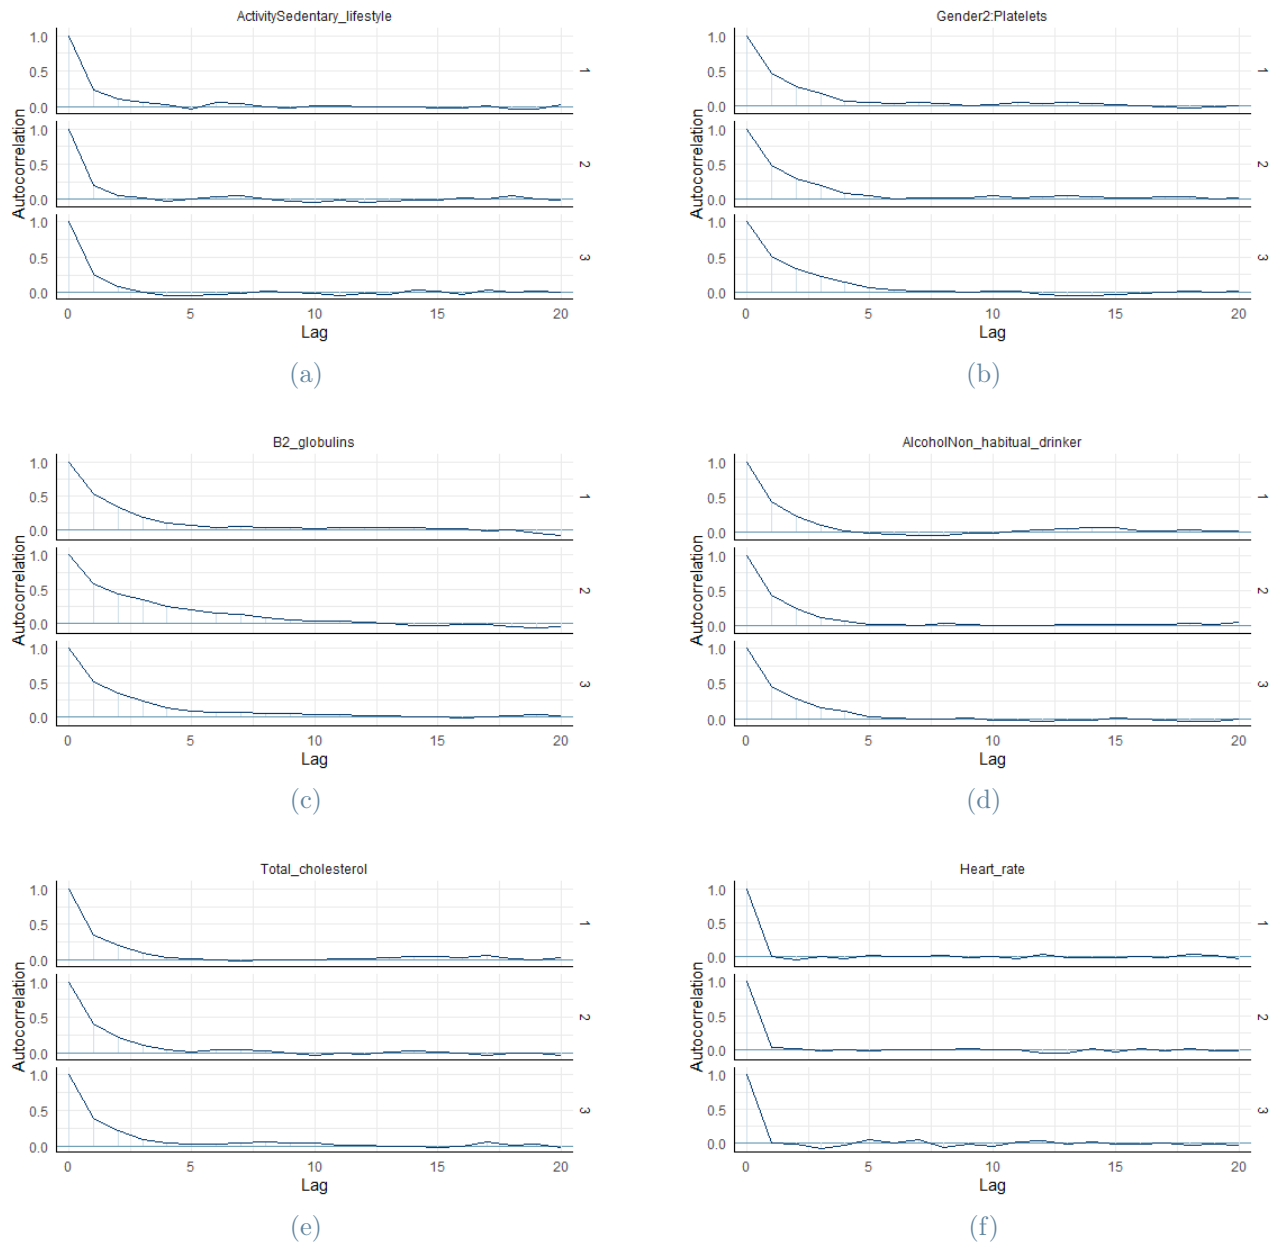 ActivitySedentary_lifestyle
Autocorrelation
1.0
0.5
0.0
1
1.0
0.5
0.0
2
1.0
0.5
0.0
3
0 5 10 15 20
Lag
(a)
Gender2:Platelets
Autocorrelation
1.0
0.5
0.0
1
1.0
0.5
0.0
2
1.0
0.5
0.0
3
0 5 10 15 20
Lag
(b)
B2_globulins
Autocorrelation
1.0
0.5
0.0
1
1.0
0.5
0.0
2
1.0
0.5
0.0
3
0 5 10 15 20
Lag
(c)
AlcoholNon_habitual_drinker
Autocorrelation
1.0
0.5
0.0
1
1.0
0.5
0.0
2
1.0
0.5
0.0
3
0 5 10 15 20
Lag
(d)
Total_cholesterol
Autocorrelation
1.0
0.5
0.0
1
1.0
0.5
0.0
2
1.0
0.5
0.0
3
0 5 10 15 20
Lag
(e)
Heart_rate
Autocorrelation
1.0
0.5
0.0
1
1.0
0.5
0.0
2
1.0
0.5
0.0
3
0 5 10 15 20
Lag
(f)